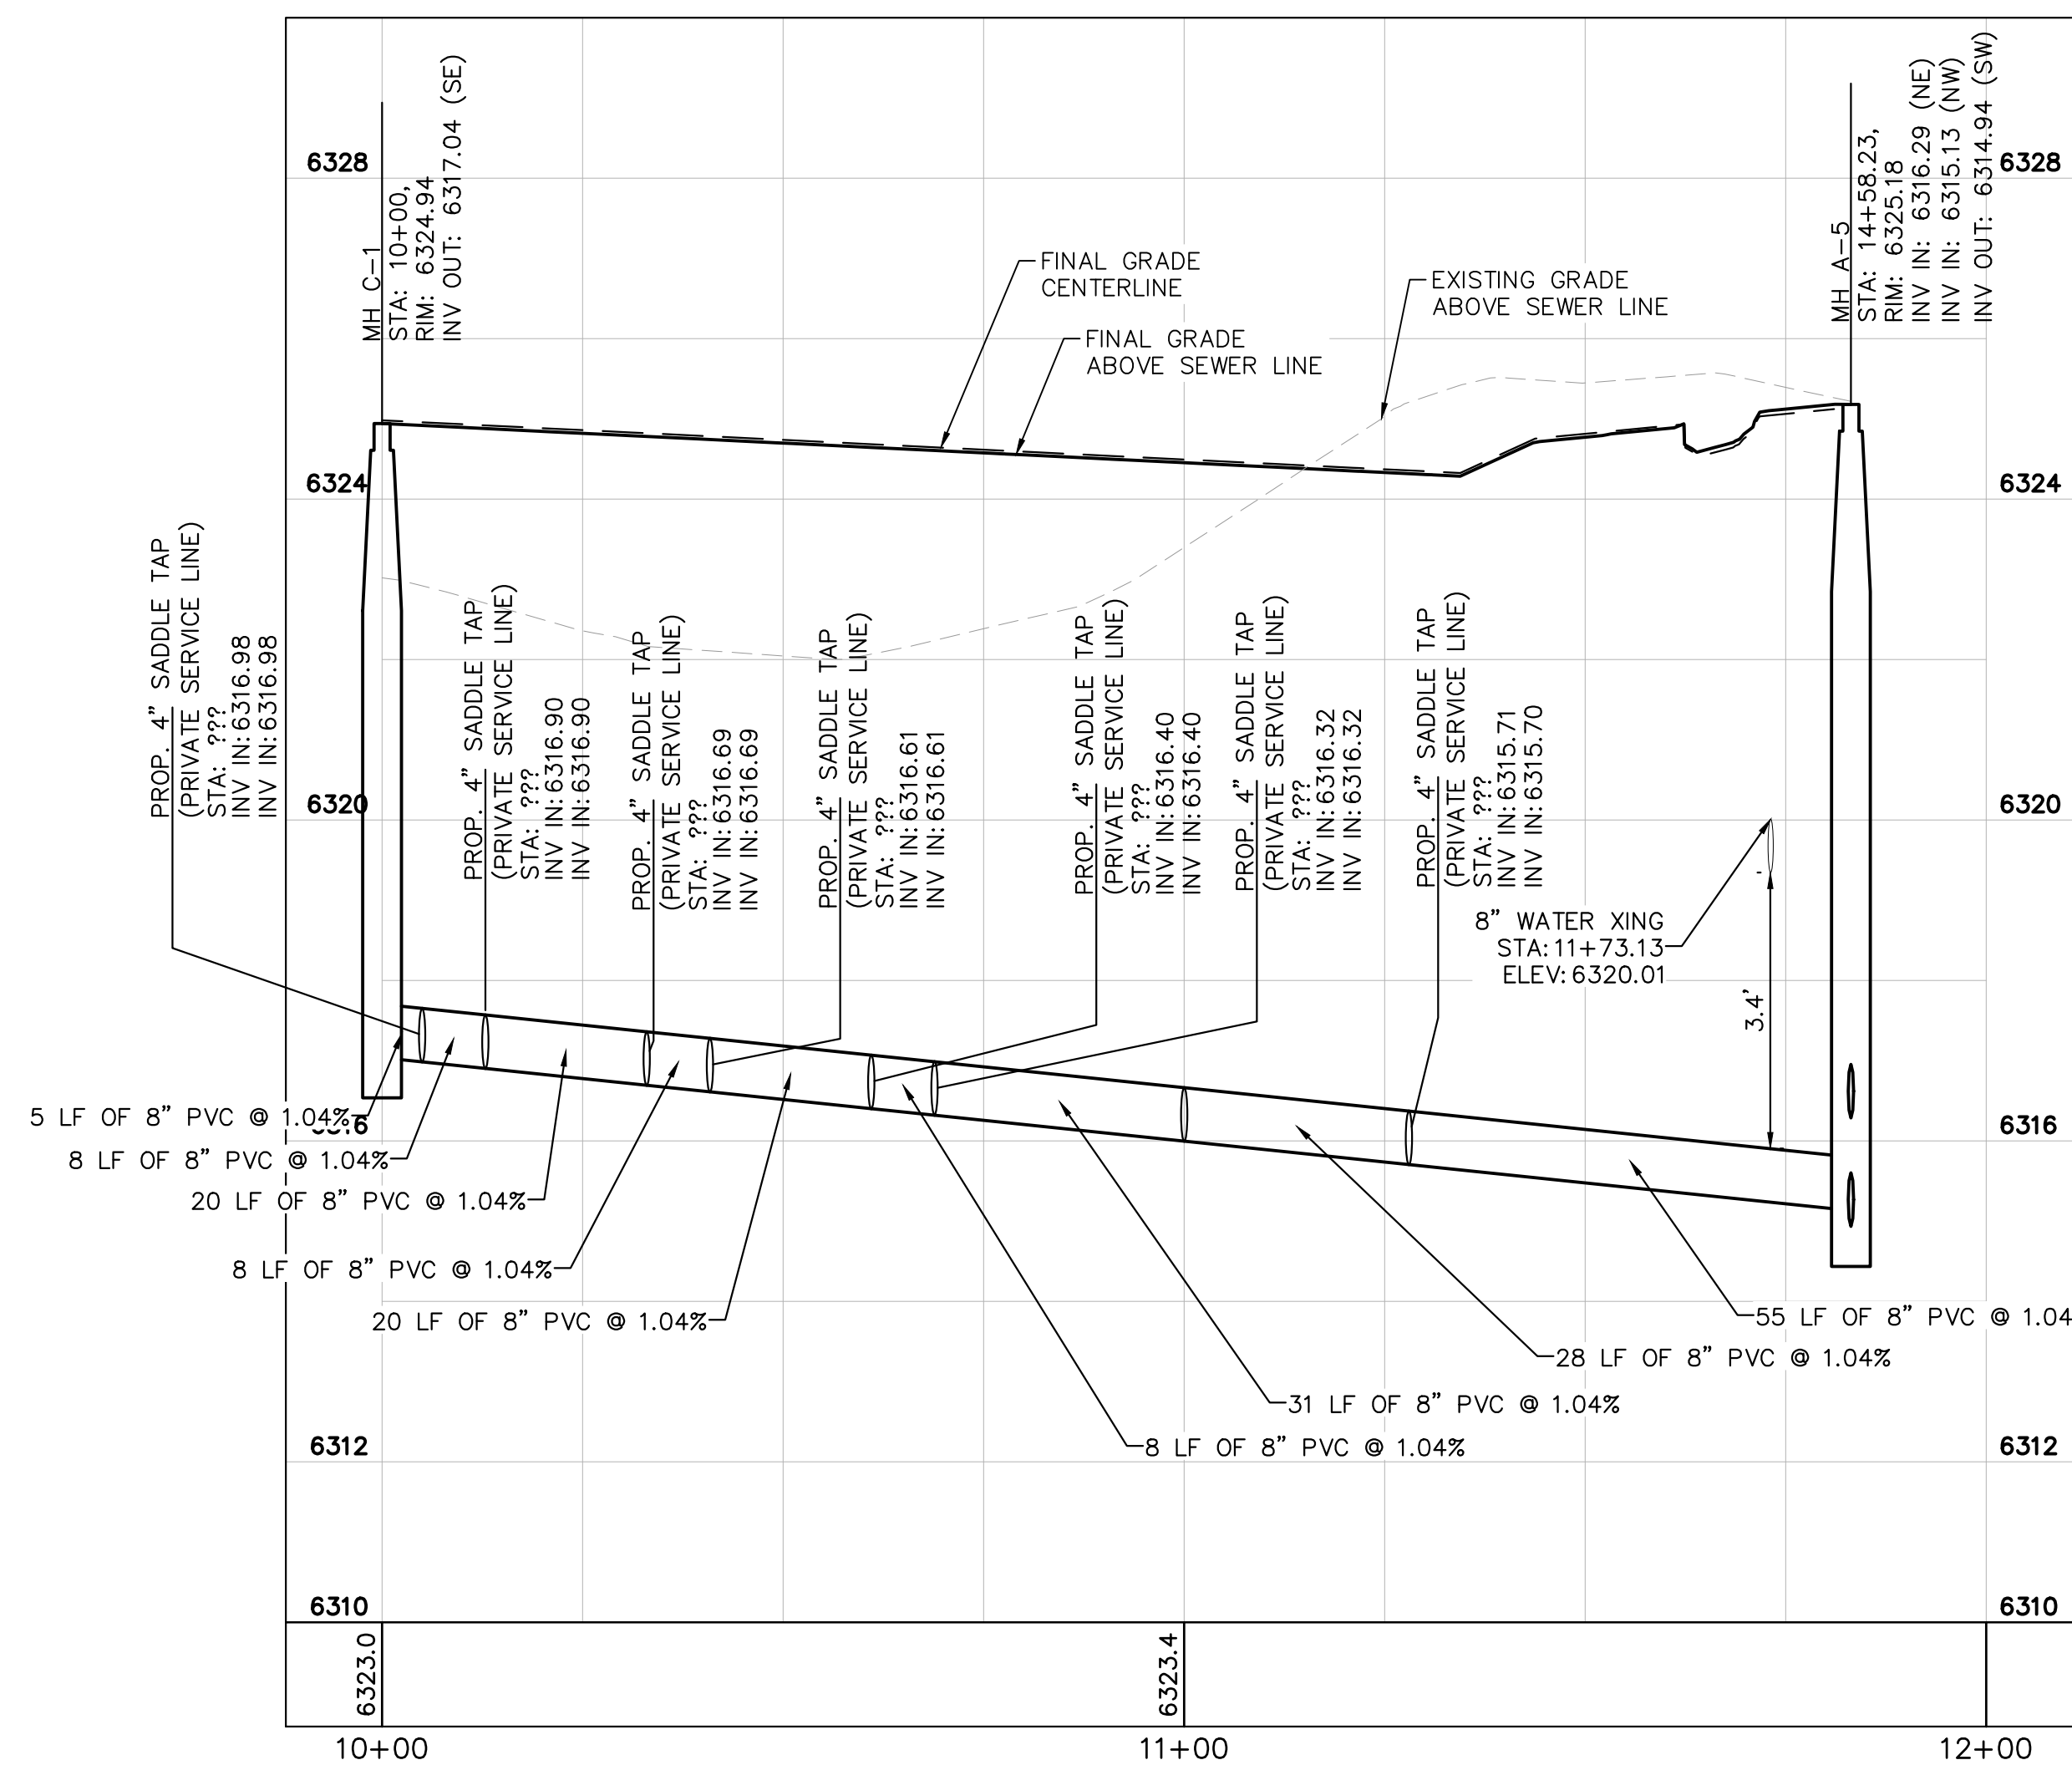 MH C-1
STA: 10+00,
RIM: 6324.94
INV OUT: 6317.04 (SE)
MH A-5
STA: 14+58.23,
RIM: 6325.18
INV IN: 6316.29 (NE)
INV IN: 6315.13 (NW)
INV OUT: 6314.94 (SW)
6328
6328
FINAL GRADE
CENTERLINE
FINAL GRADE
ABOVE SEWER LINE
EXISTING GRADE
ABOVE SEWER LINE
6324
6324
PROP. 4" SADDLE TAP
(PRIVATE SERVICE LINE)
STA: ???
INV IN:6316.98
INV IN:6316.98
PROP. 4" SADDLE TAP
(PRIVATE SERVICE LINE)
STA: ???
INV IN:6316.90
INV IN:6316.90
PROP. 4" SADDLE TAP
(PRIVATE SERVICE LINE)
STA: ???
INV IN:6316.69
INV IN:6316.69
PROP. 4" SADDLE TAP
(PRIVATE SERVICE LINE)
STA: ???
INV IN:6316.61
INV IN:6316.61
PROP. 4" SADDLE TAP
(PRIVATE SERVICE LINE)
STA: ???
INV IN:6316.40
INV IN:6316.40
PROP. 4" SADDLE TAP
(PRIVATE SERVICE LINE)
STA: ???
INV IN:6316.32
INV IN:6316.32
PROP. 4" SADDLE TAP
(PRIVATE SERVICE LINE)
STA: ???
INV IN:6315.71
INV IN:6315.70
6320
6320
8" WATER XING
STA:11+73.13
ELEV:6320.01
3.4'
5 LF OF 8" PVC @ 1.04%
6316
8 LF OF 8" PVC @ 1.04%
20 LF OF 8" PVC @ 1.04%
8 LF OF 8" PVC @ 1.04%
20 LF OF 8" PVC @ 1.04%
55 LF OF 8" PVC @ 1.04
28 LF OF 8" PVC @ 1.04%
31 LF OF 8" PVC @ 1.04%
8 LF OF 8" PVC @ 1.04%
6312
6312
6310
6310
6323.0
6323.4
10+00
11+00
12+00